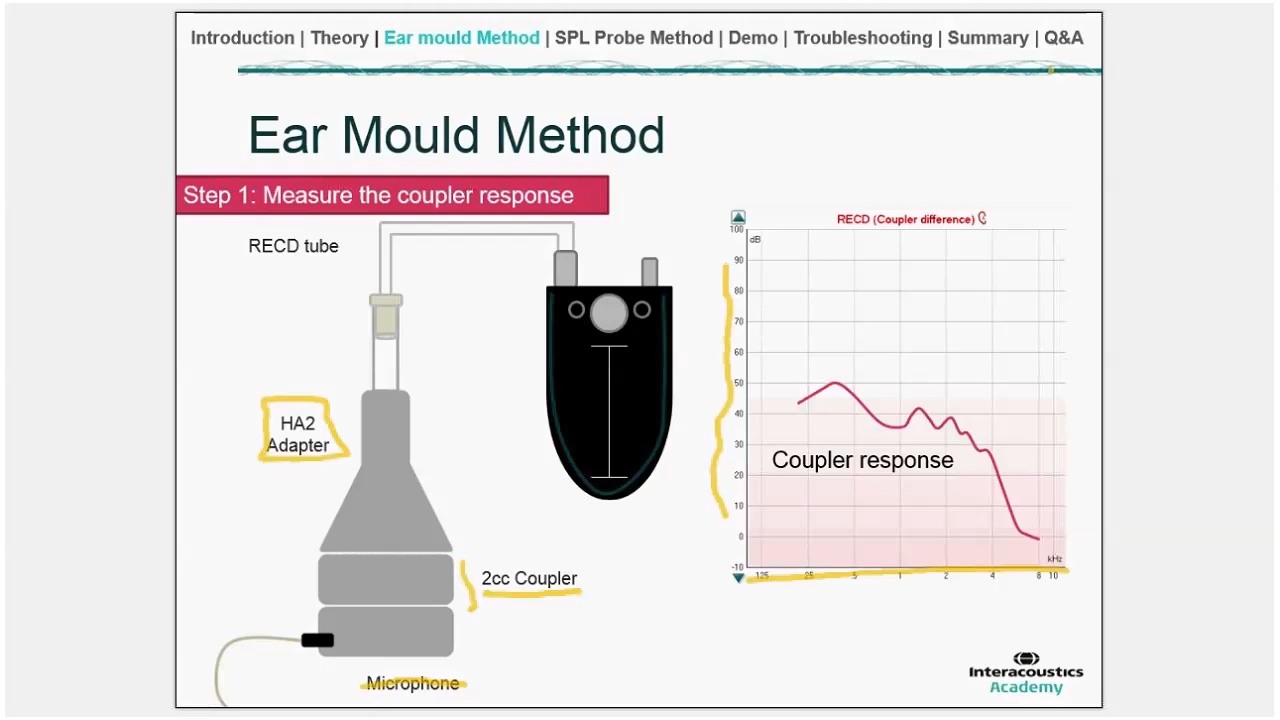 Introduction | Theory | Ear mould Method | SPL Probe Method | Demo | Troubleshooting | Summary | Q&A
Ear Mould Method
Step 1: Measure the coupler response
RECD tube
HA2
Adapter
2cc Coupler
Microphone
RECD (Coupler difference)
100
dB
90
80
70
60
50
40
30
20
10
0
-10
Coupler response
kHz
125 .25 .5 1 2 4 8 10
Interacoustics
Academy